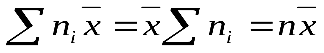 ∑ n_i x̄ = x̄ ∑ n_i = n x̄